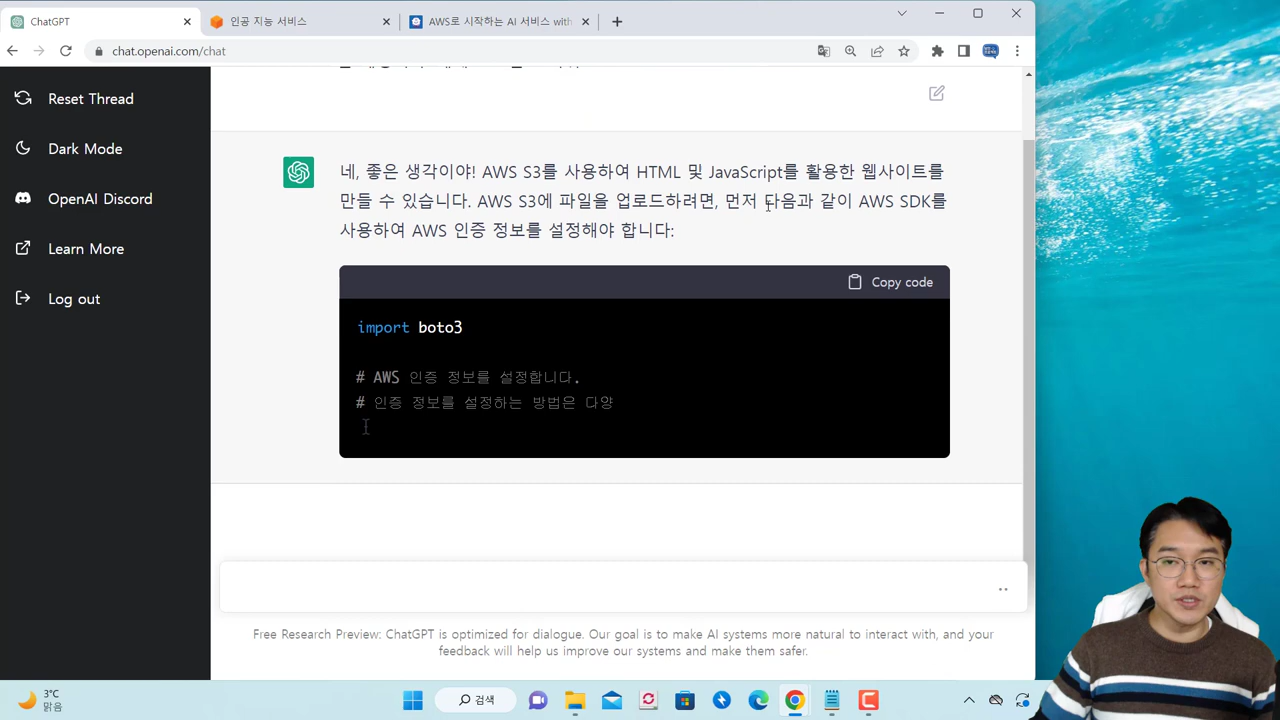 ChatGPT
인공 지능 서비스
AWS로 시작하는 AI 서비스 with
chat.openai.com/chat
Reset Thread
Dark Mode
OpenAI Discord
Learn More
Log out
네, 좋은 생각이야! AWS S3를 사용하여 HTML 및 JavaScript를 활용한 웹사이트를
만들 수 있습니다. AWS S3에 파일을 업로드하려면, 먼저 다음과 같이 AWS SDK를
사용하여 AWS 인증 정보를 설정해야 합니다:
Copy code
import boto3
# AWS 인증 정보를 설정합니다.
# 인증 정보를 설정하는 방법은 다양
Free Research Preview: ChatGPT is optimized for dialogue. Our goal is to make AI systems more natural to interact with, and your
feedback will help us improve our systems and make them safer.
3°C
맑음
검색